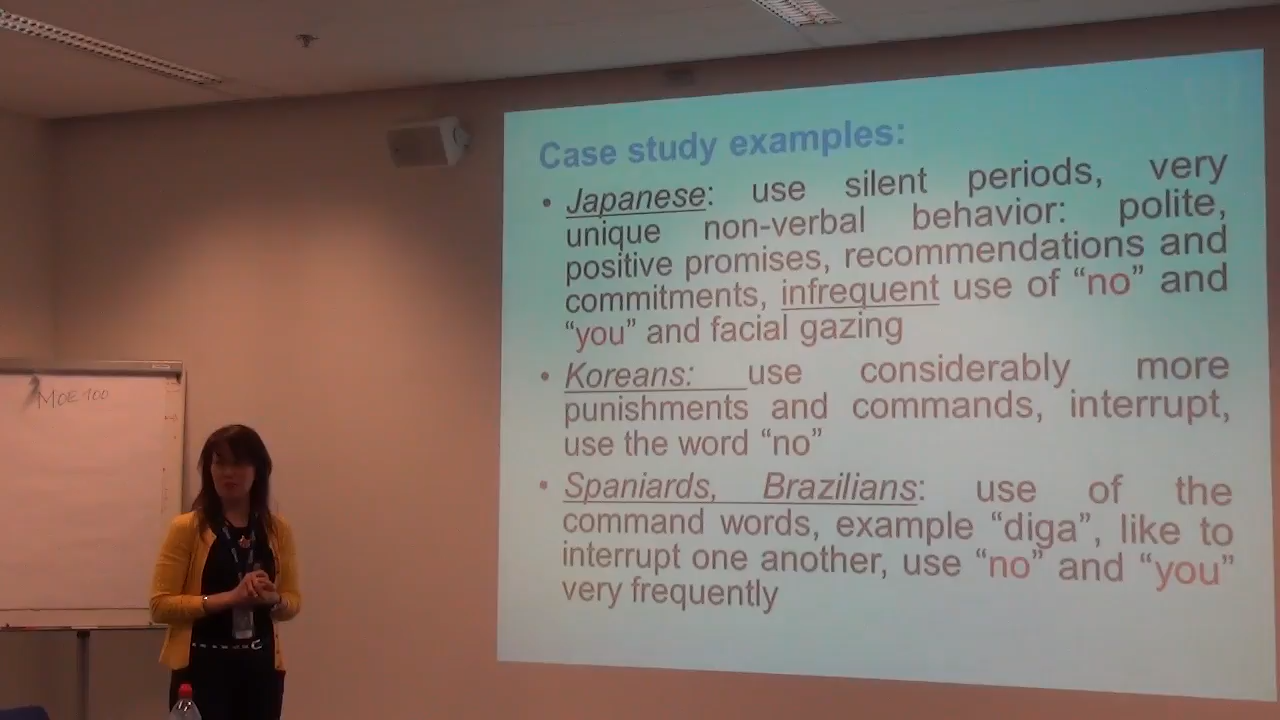 Case study examples:
• Japanese: use silent periods, very
unique non-verbal behavior: polite,
positive promises, recommendations and
commitments, infrequent use of “no” and
“you” and facial gazing
• Koreans: use considerably more
punishments and commands, interrupt,
use the word “no”
• Spaniards, Brazilians: use of the
command words, example “diga”, like to
interrupt one another, use “no” and “you”
very frequently
MOE 100